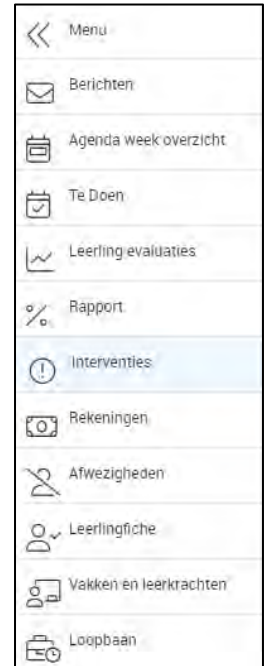 Menu
Berichten
Agenda week overzicht
Te Doen
Leerling evaluaties
Rapport
Interventies
Rekeningen
Afwezigheden
Leerlingfiche
Vakken en leerkrachten
Loopbaan